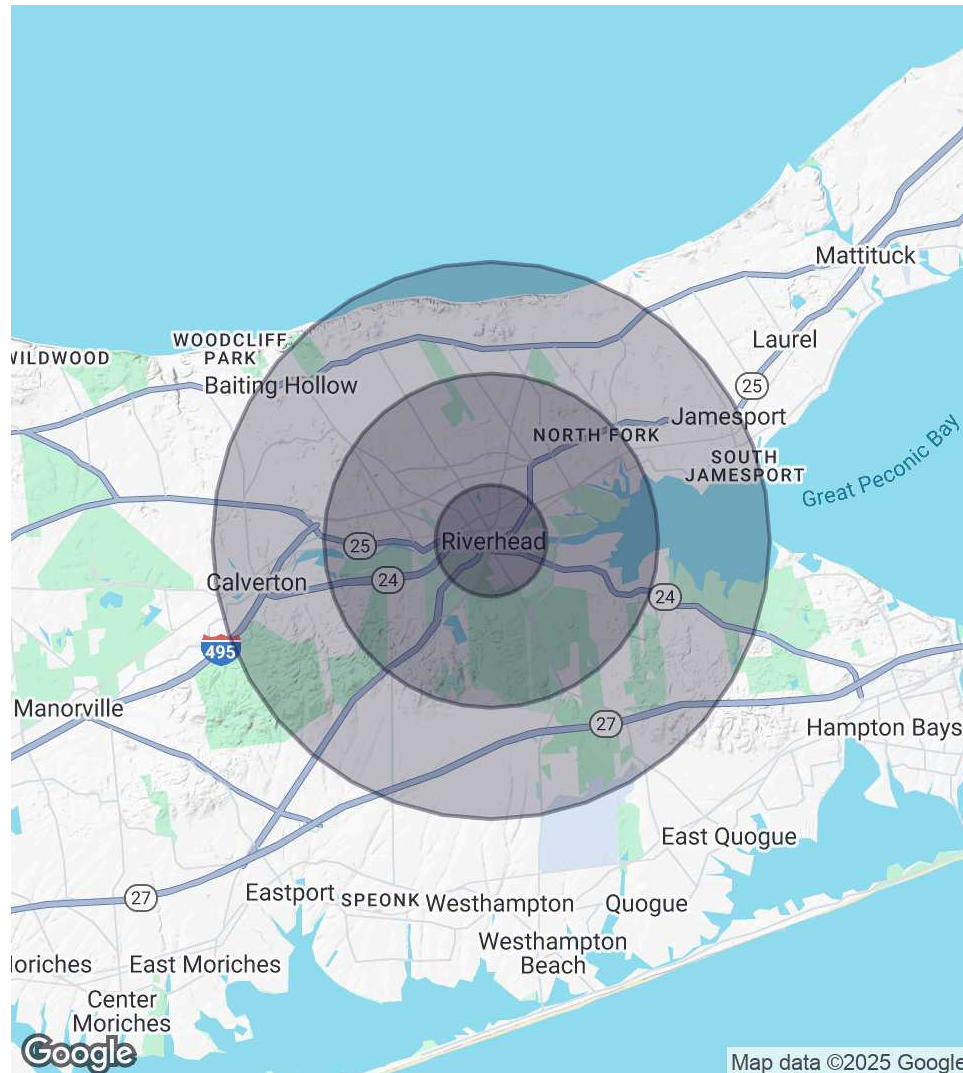 Mattituck
WOODCLIFF
PARK
WILDWOOD
Laurel
Baiting Hollow
25
Jamesport
NORTH FORK
SOUTH
JAMESPORT
Great Peconic Bay
Riverhead
25
24
Calverton
24
495
Manorville
27
Hampton Bays
East Quogue
27
Eastport
SPEONK
Westhampton
Quogue
Westhampton
Beach
loriches
East Moriches
Center
Moriches
Google
Map data ©2025 Google